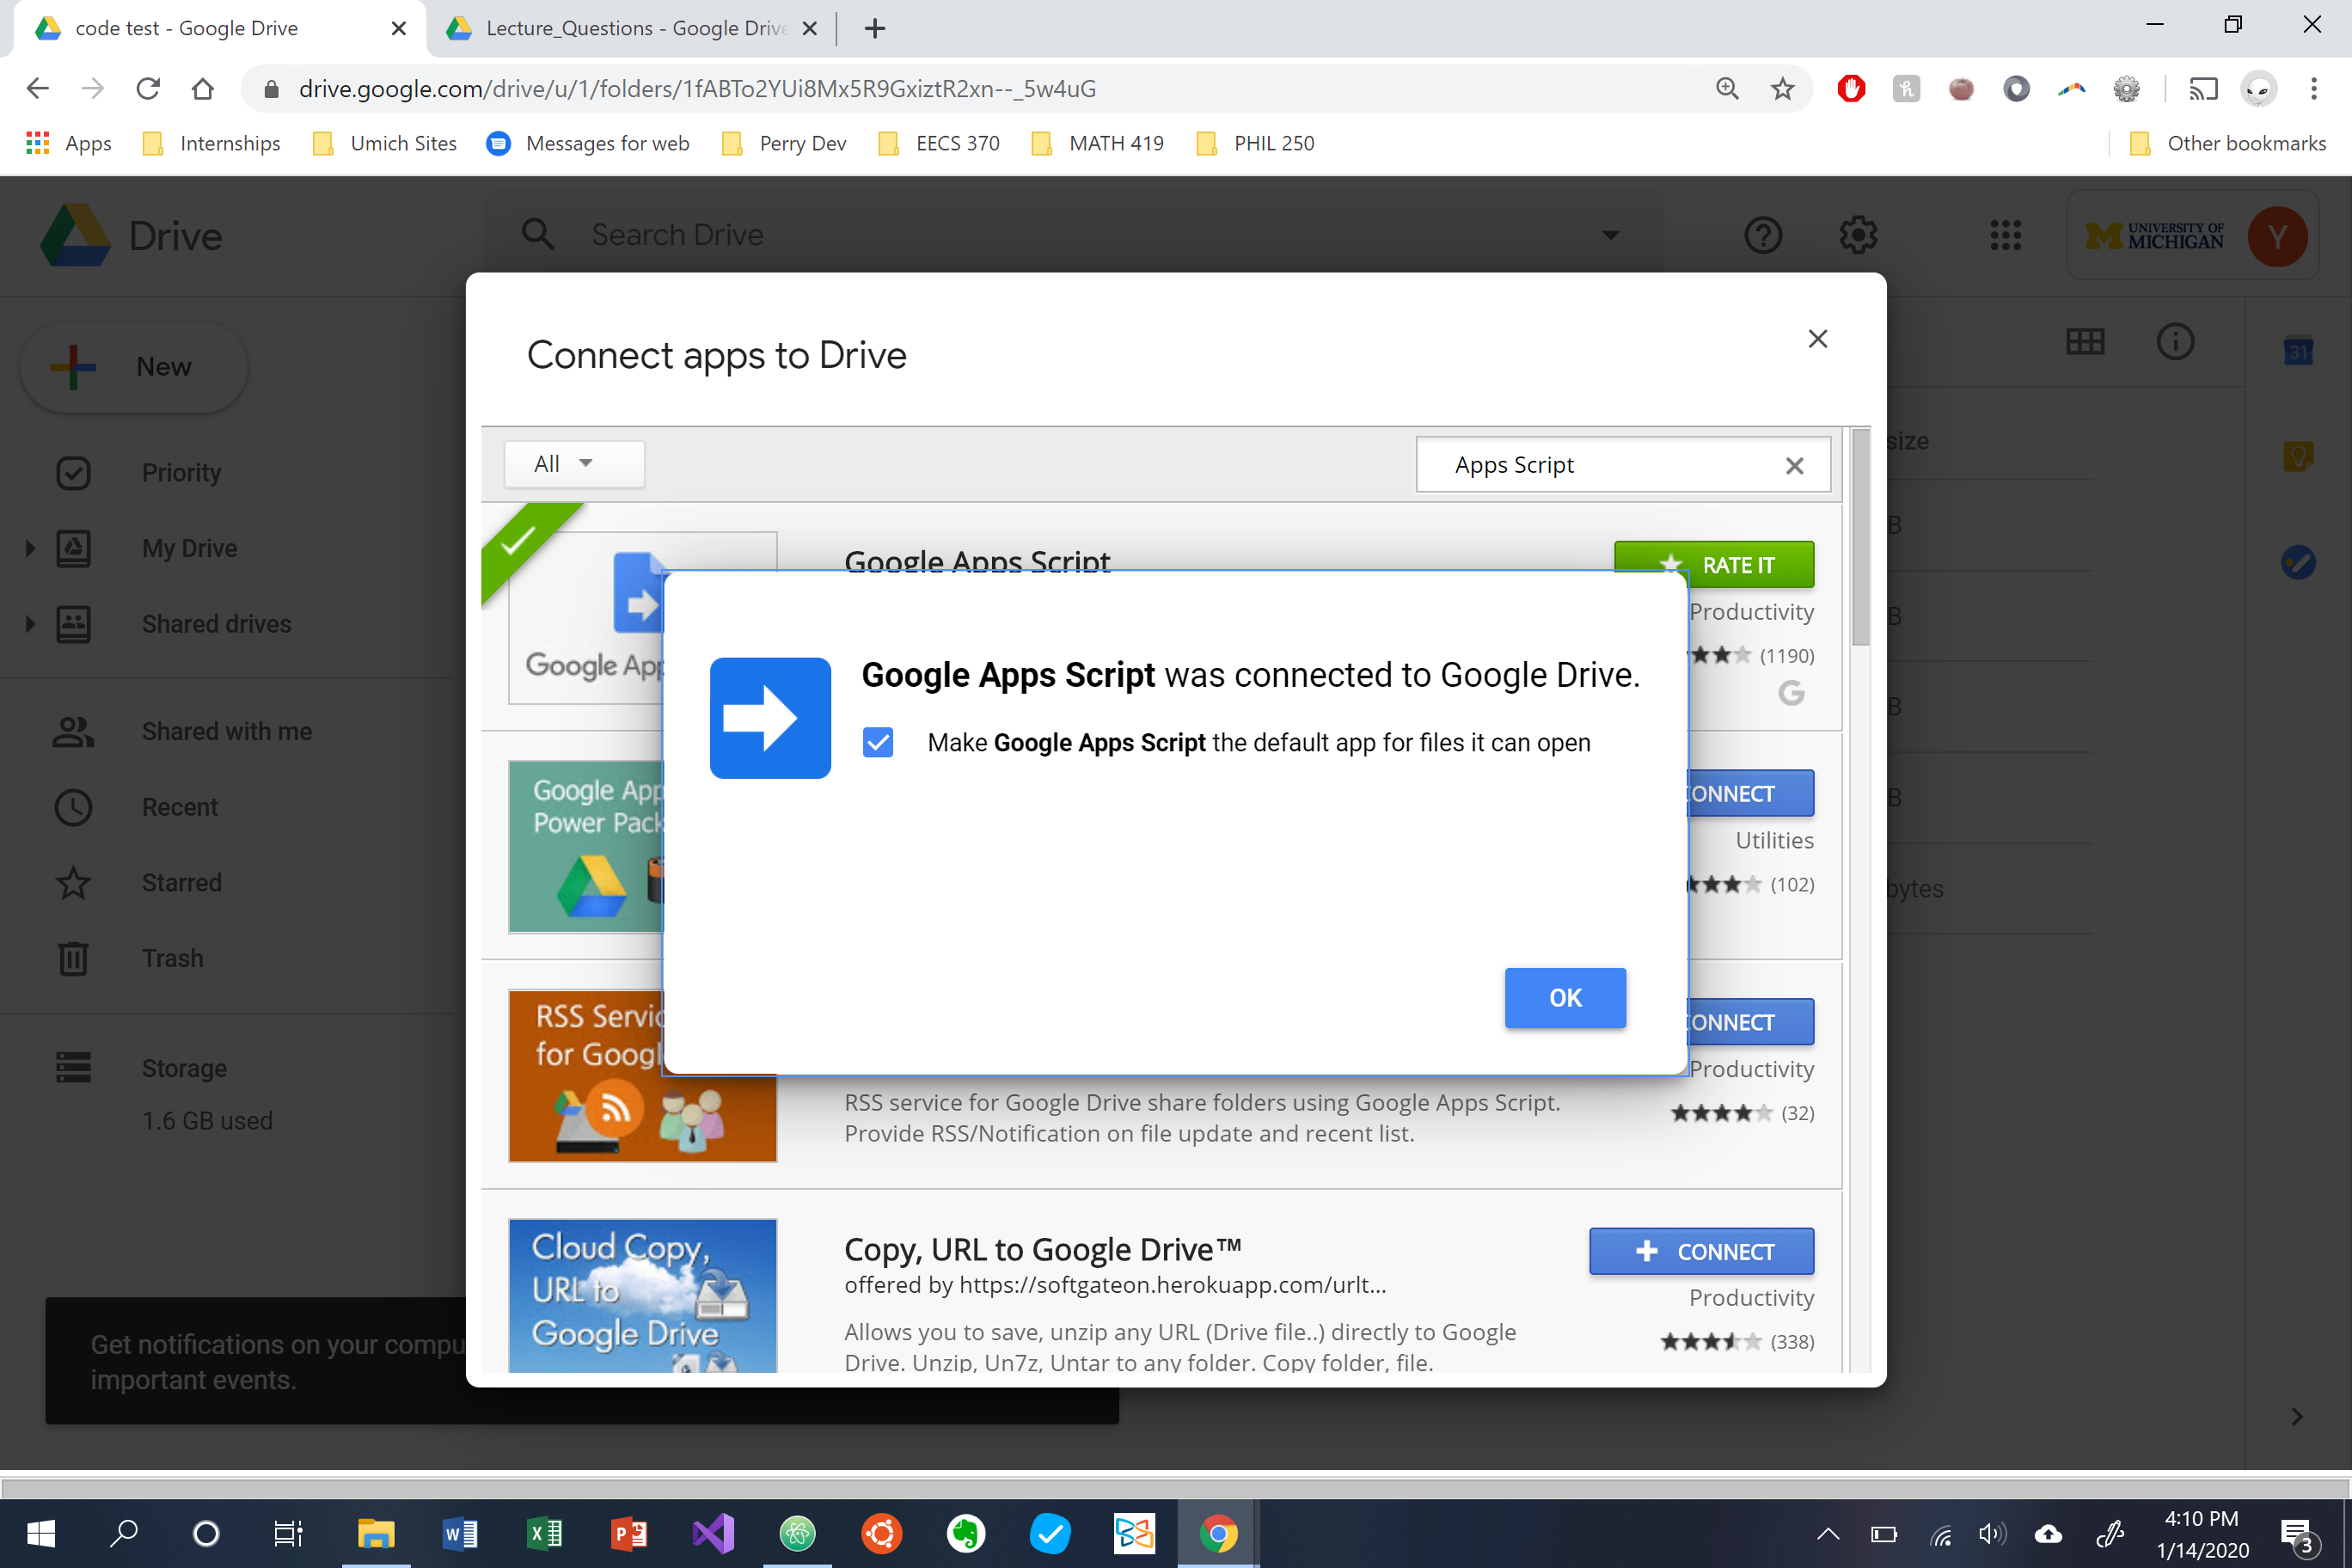 code test - Google Drive
Lecture_Questions - Google Drive
drive.google.com/drive/u/1/folders/1fABTo2YUi8Mx5R9GxiztR2xn--_5w4uG
Apps
Internships
Umich Sites
Messages for web
Perry Dev
EECS 370
MATH 419
PHIL 250
Other bookmarks
Drive
Search Drive
UNIVERSITY OF
MICHIGAN
Y
New
Priority
My Drive
Shared drives
Shared with me
Recent
Starred
Trash
Storage
1.6 GB used
Get notifications on your compu
important events.
size
B
B
B
B
bytes
31
Connect apps to Drive
All
Apps Script
Google Apps Script
RATE IT
Productivity
(1190)
Google App
Google Apps Script was connected to Google Drive.
Make Google Apps Script the default app for files it can open
OK
Google App
Power Pack
CONNECT
Utilities
(102)
RSS Servic
for Googl
CONNECT
Productivity
(32)
RSS service for Google Drive share folders using Google Apps Script.
Provide RSS/Notification on file update and recent list.
Cloud Copy,
URL to
Google Drive
Copy, URL to Google Drive™
offered by https://softgateon.herokuapp.com/urlt...
Allows you to save, unzip any URL (Drive file..) directly to Google
Drive. Unzip, Un7z, Untar to any folder. Copy folder, file.
CONNECT
Productivity
(338)
4:10 PM
1/14/2020
3